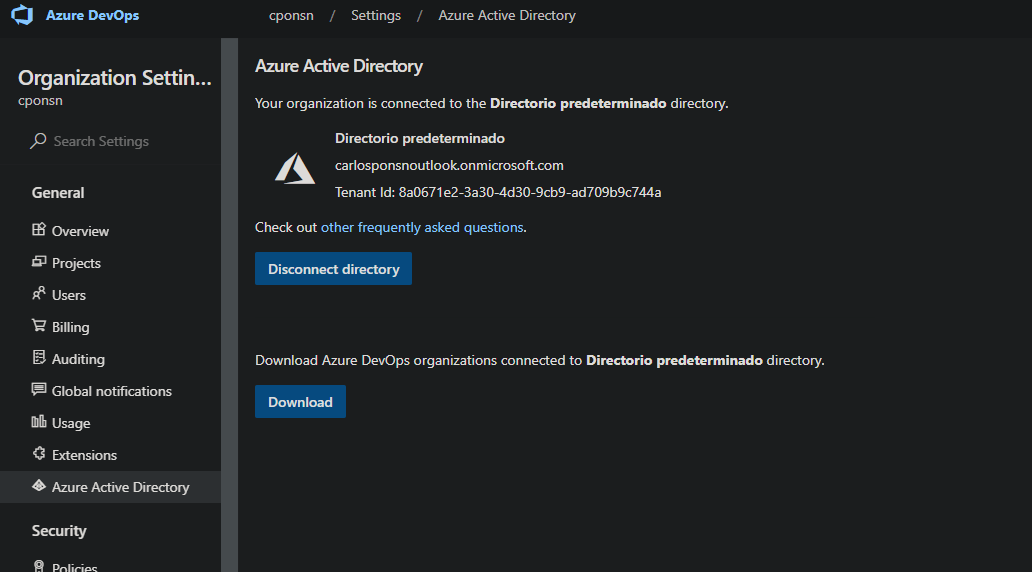 Azure DevOps
cponsn / Settings / Azure Active Directory
Organization Settin...
cponsn
Search Settings
General
Overview
Projects
Users
Billing
Auditing
Global notifications
Usage
Extensions
Azure Active Directory
Security
Policies
Azure Active Directory
Your organization is connected to the Directorio predeterminado directory.
Directorio predeterminado
carlosponsnoutlook.onmicrosoft.com
Tenant Id: 8a0671e2-3a30-4d30-9cb9-ad709b9c744a
Check out other frequently asked questions.
Disconnect directory
Download Azure DevOps organizations connected to Directorio predeterminado directory.
Download